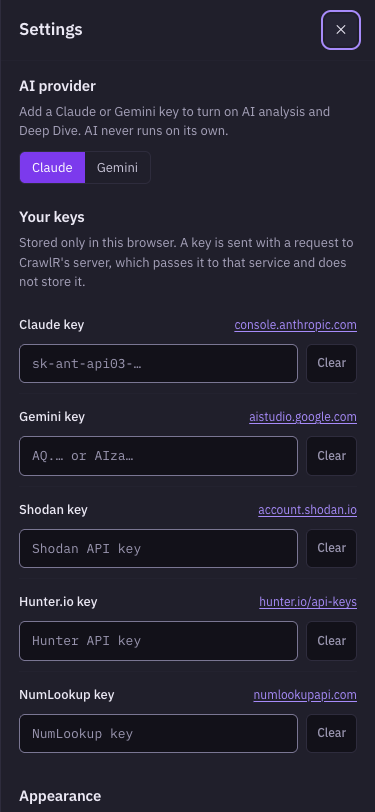 Settings
AI provider
Add a Claude or Gemini key to turn on AI analysis and
Deep Dive. AI never runs on its own.
Claude Gemini
Your keys
Stored only in this browser. A key is sent with a request to
CrawlR's server, which passes it to that service and does
not store it.
Claude key console.anthropic.com
sk-ant-api03-… Clear
Gemini key aistudio.google.com
AQ.… or AIza… Clear
Shodan key account.shodan.io
Shodan API key Clear
Hunter.io key hunter.io/api-keys
Hunter API key Clear
NumLookup key numlookupapi.com
NumLookup key Clear
Appearance